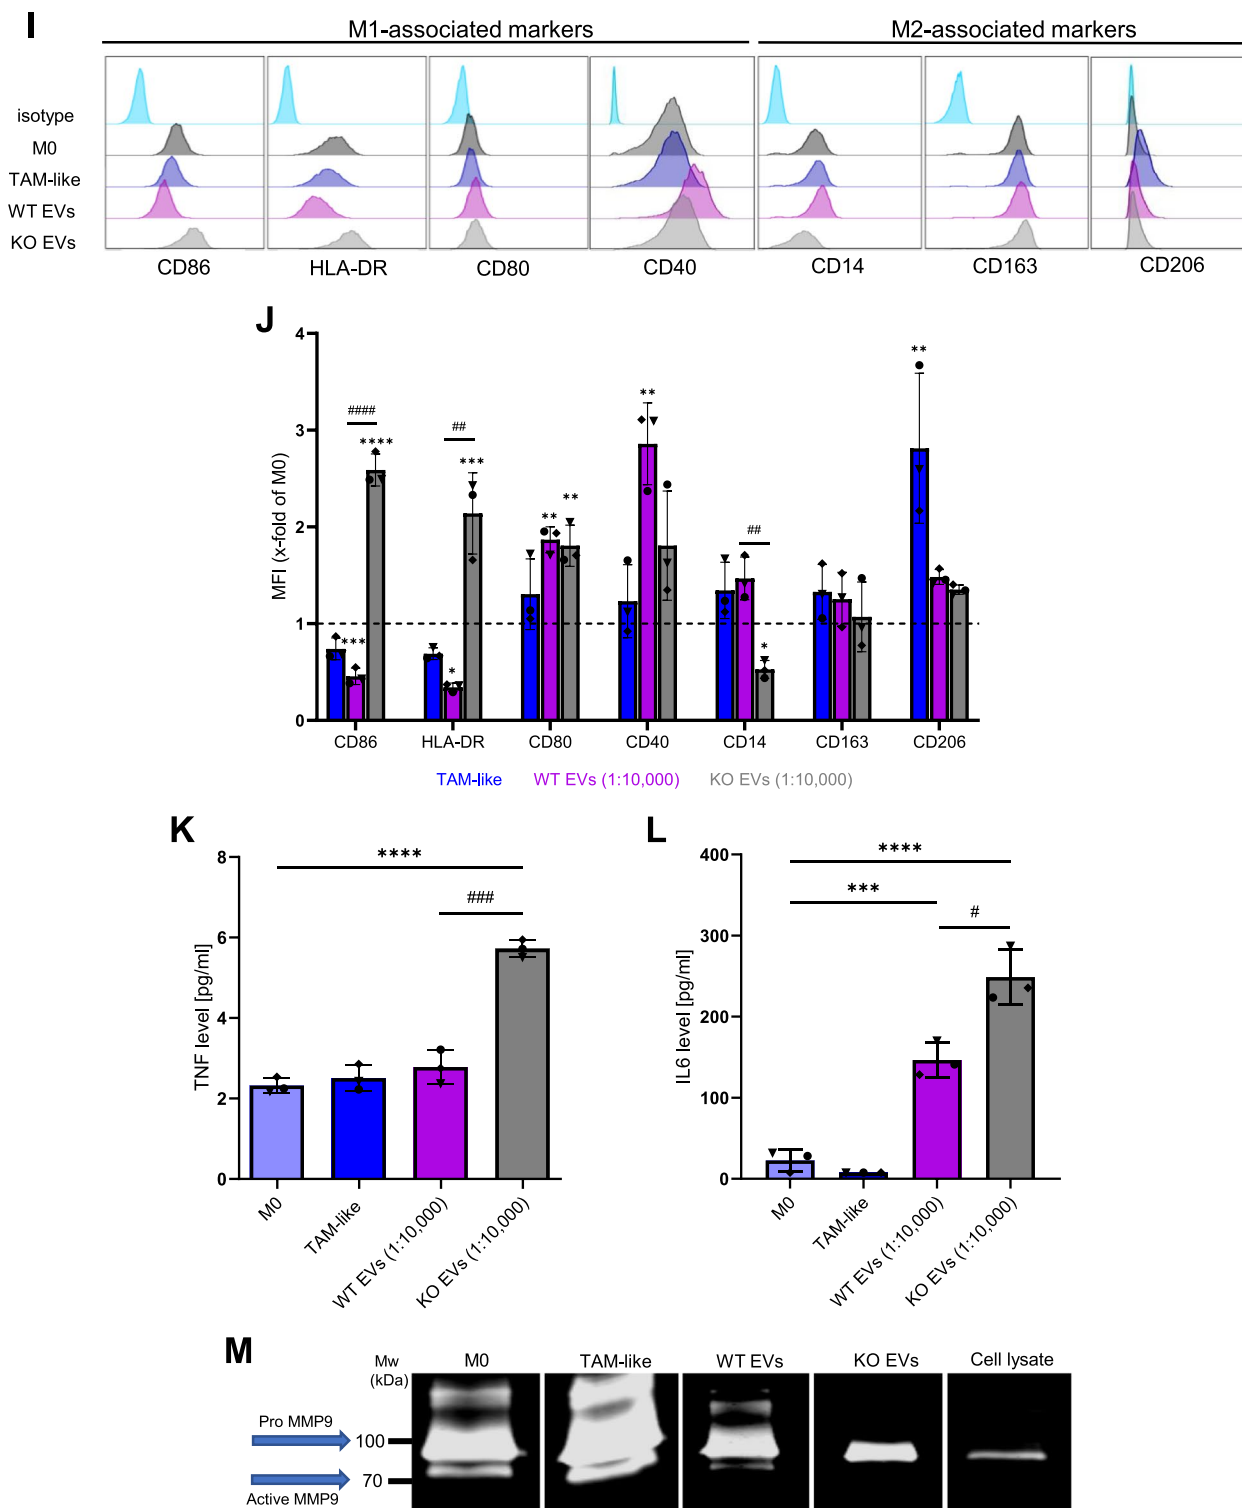 I
M1-associated markers
M2-associated markers
isotype
M0
TAM-like
WT EVs
KO EVs
CD86
HLA-DR
CD80
CD40
CD14
CD163
CD206
J
MFI (x-fold of M0)
4
3
2
1
0
####
****
***
##
***
*
**
**
**
##
*
**
CD86
HLA-DR
CD80
CD40
CD14
CD163
CD206
TAM-like WT EVs (1:10,000) KO EVs (1:10,000)
K
TNF level [pg/ml]
8
6
4
2
0
****
###
M0
TAM-like
WT EVs (1:10,000)
KO EVs (1:10,000)
L
IL6 level [pg/ml]
400
300
200
100
0
****
***
#
M0
TAM-like
WT EVs (1:10,000)
KO EVs (1:10,000)
M
Mw
(kDa)
M0
TAM-like
WT EVs
KO EVs
Cell lysate
Pro MMP9
100
70
Active MMP9